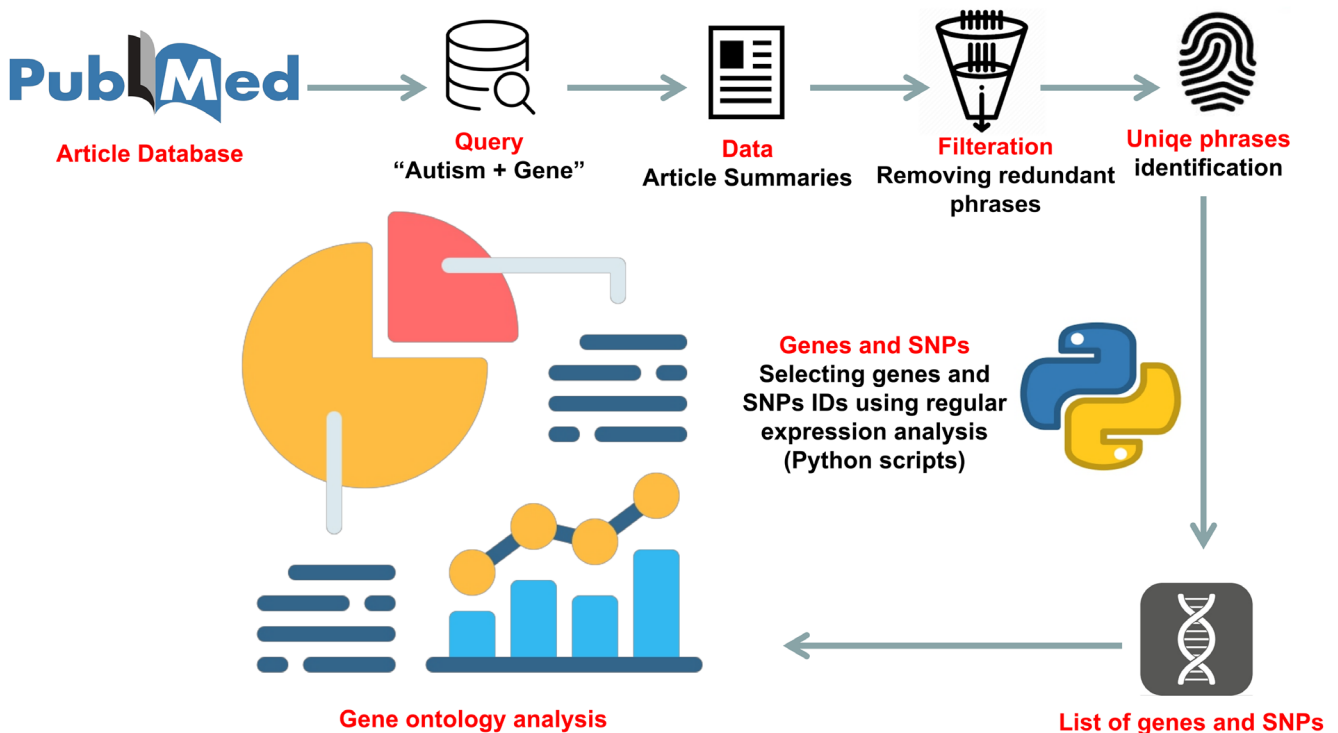 PubMed
Article Database
Query
“Autism + Gene”
Data
Article Summaries
Filteration
Removing redundant
phrases
Uniqe phrases
identification
Genes and SNPs
Selecting genes and
SNPs IDs using regular
expression analysis
(Python scripts)
List of genes and SNPs
Gene ontology analysis